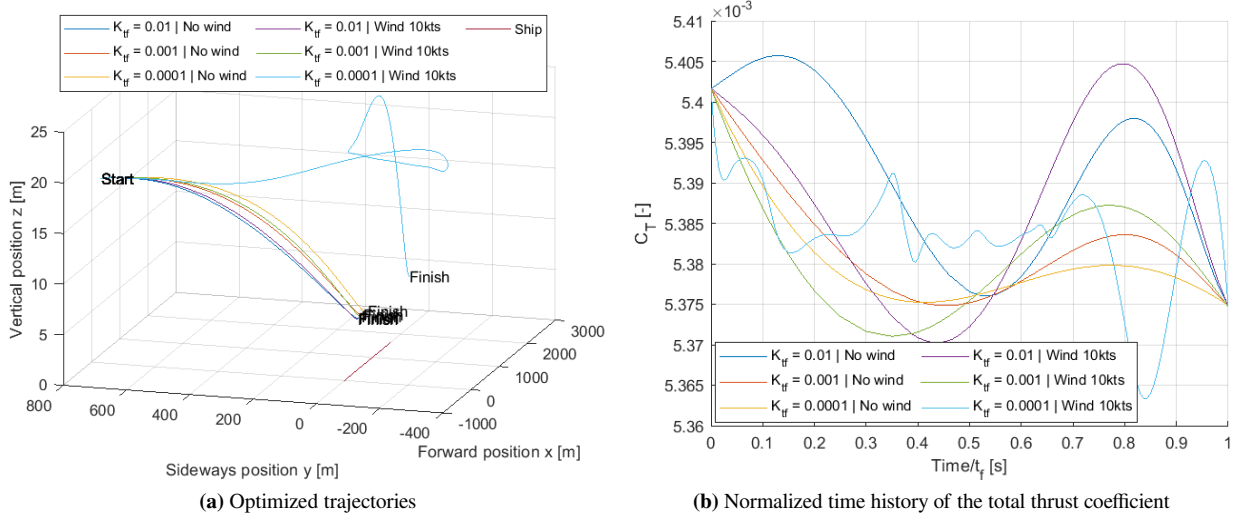 K_tf = 0.01 | No wind
K_tf = 0.001 | No wind
K_tf = 0.0001 | No wind
K_tf = 0.01 | Wind 10kts
K_tf = 0.001 | Wind 10kts
K_tf = 0.0001 | Wind 10kts
Ship
Vertical position z [m]
25
20
15
10
5
0
Start
Finish
Finish
Finish
800
600
400
200
0
-200
-400
Sideways position y [m]
3000
2000
1000
0
-1000
Forward position x [m]
(a) Optimized trajectories
×10^-3
5.41
5.405
5.4
5.395
5.39
5.385
5.38
5.375
5.37
5.365
5.36
C_T [-]
K_tf = 0.01 | No wind
K_tf = 0.001 | No wind
K_tf = 0.0001 | No wind
K_tf = 0.01 | Wind 10kts
K_tf = 0.001 | Wind 10kts
K_tf = 0.0001 | Wind 10kts
0
0.1
0.2
0.3
0.4
0.5
0.6
0.7
0.8
0.9
1
Time/t_f [s]
(b) Normalized time history of the total thrust coefficient